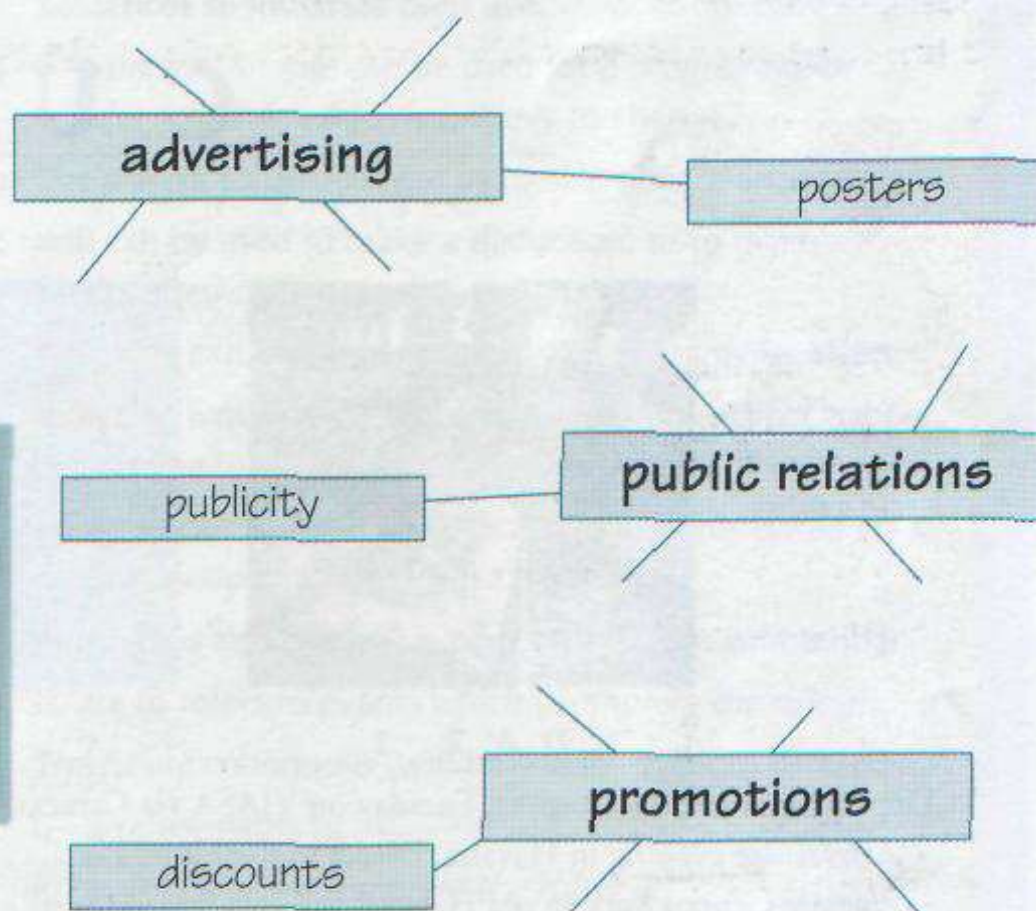 advertising
posters
public relations
publicity
promotions
discounts